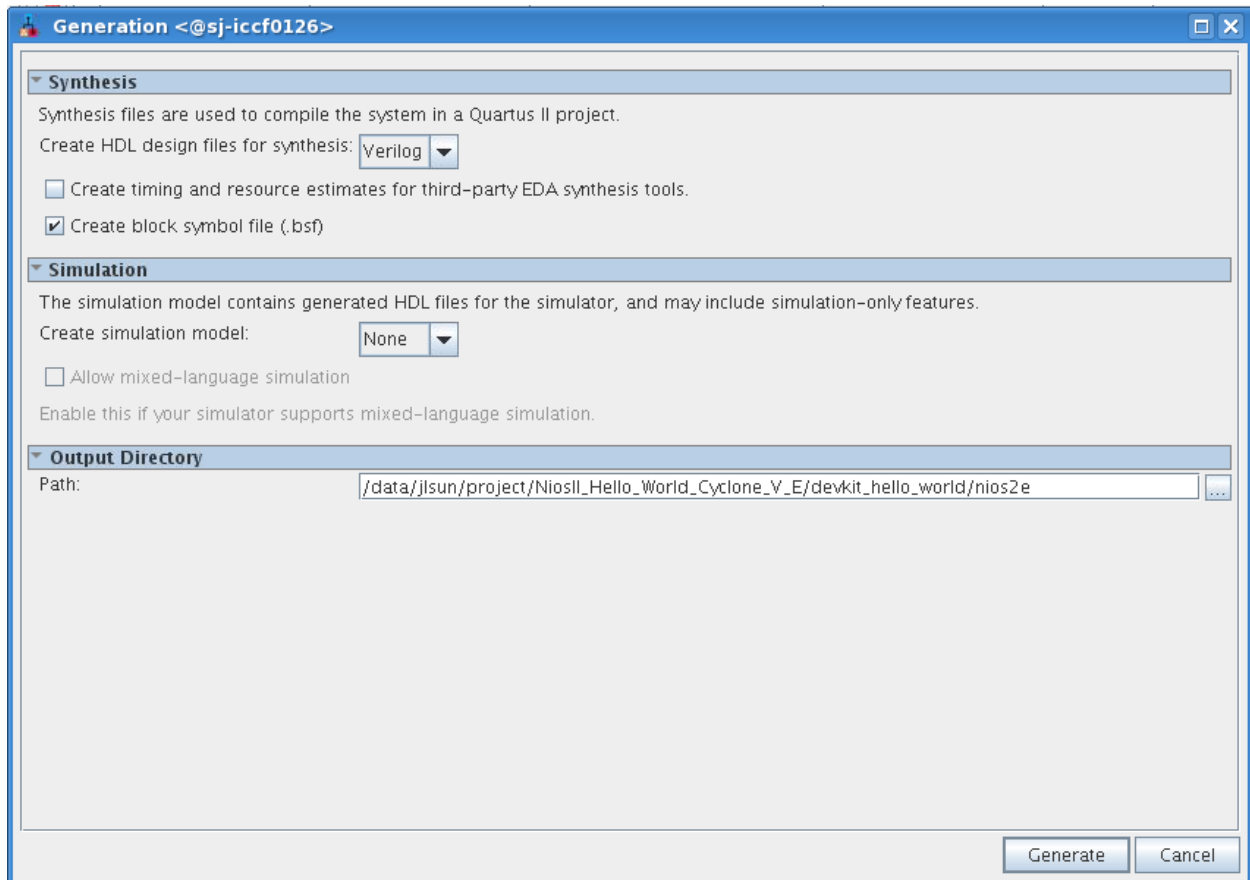 Generation <@sj-iccf0126>
Synthesis
Synthesis files are used to compile the system in a Quartus II project.
Create HDL design files for synthesis: Verilog
Create timing and resource estimates for third-party EDA synthesis tools.
Create block symbol file (.bsf)
Simulation
The simulation model contains generated HDL files for the simulator, and may include simulation-only features.
Create simulation model: None
Allow mixed-language simulation
Enable this if your simulator supports mixed-language simulation.
Output Directory
Path: /data/jlsun/project/NiosII_Hello_World_Cyclone_V_E/devkit_hello_world/nios2e ...
Generate Cancel